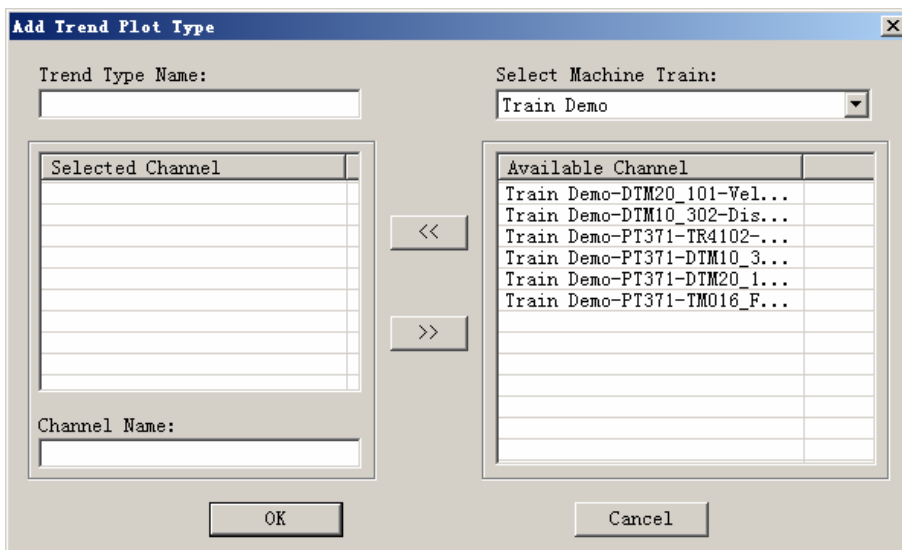 Add Trend Plot Type
Trend Type Name:
Select Machine Train:
Train Demo
Selected Channel
Available Channel
Train Demo-DTM20_101-Vel...
Train Demo-DTM10_302-Dis...
Train Demo-PT371-TR4102-...
Train Demo-PT371-DTM10_3...
Train Demo-PT371-DTM20_1...
Train Demo-PT371-TM016_F...
<<
>>
Channel Name:
OK
Cancel